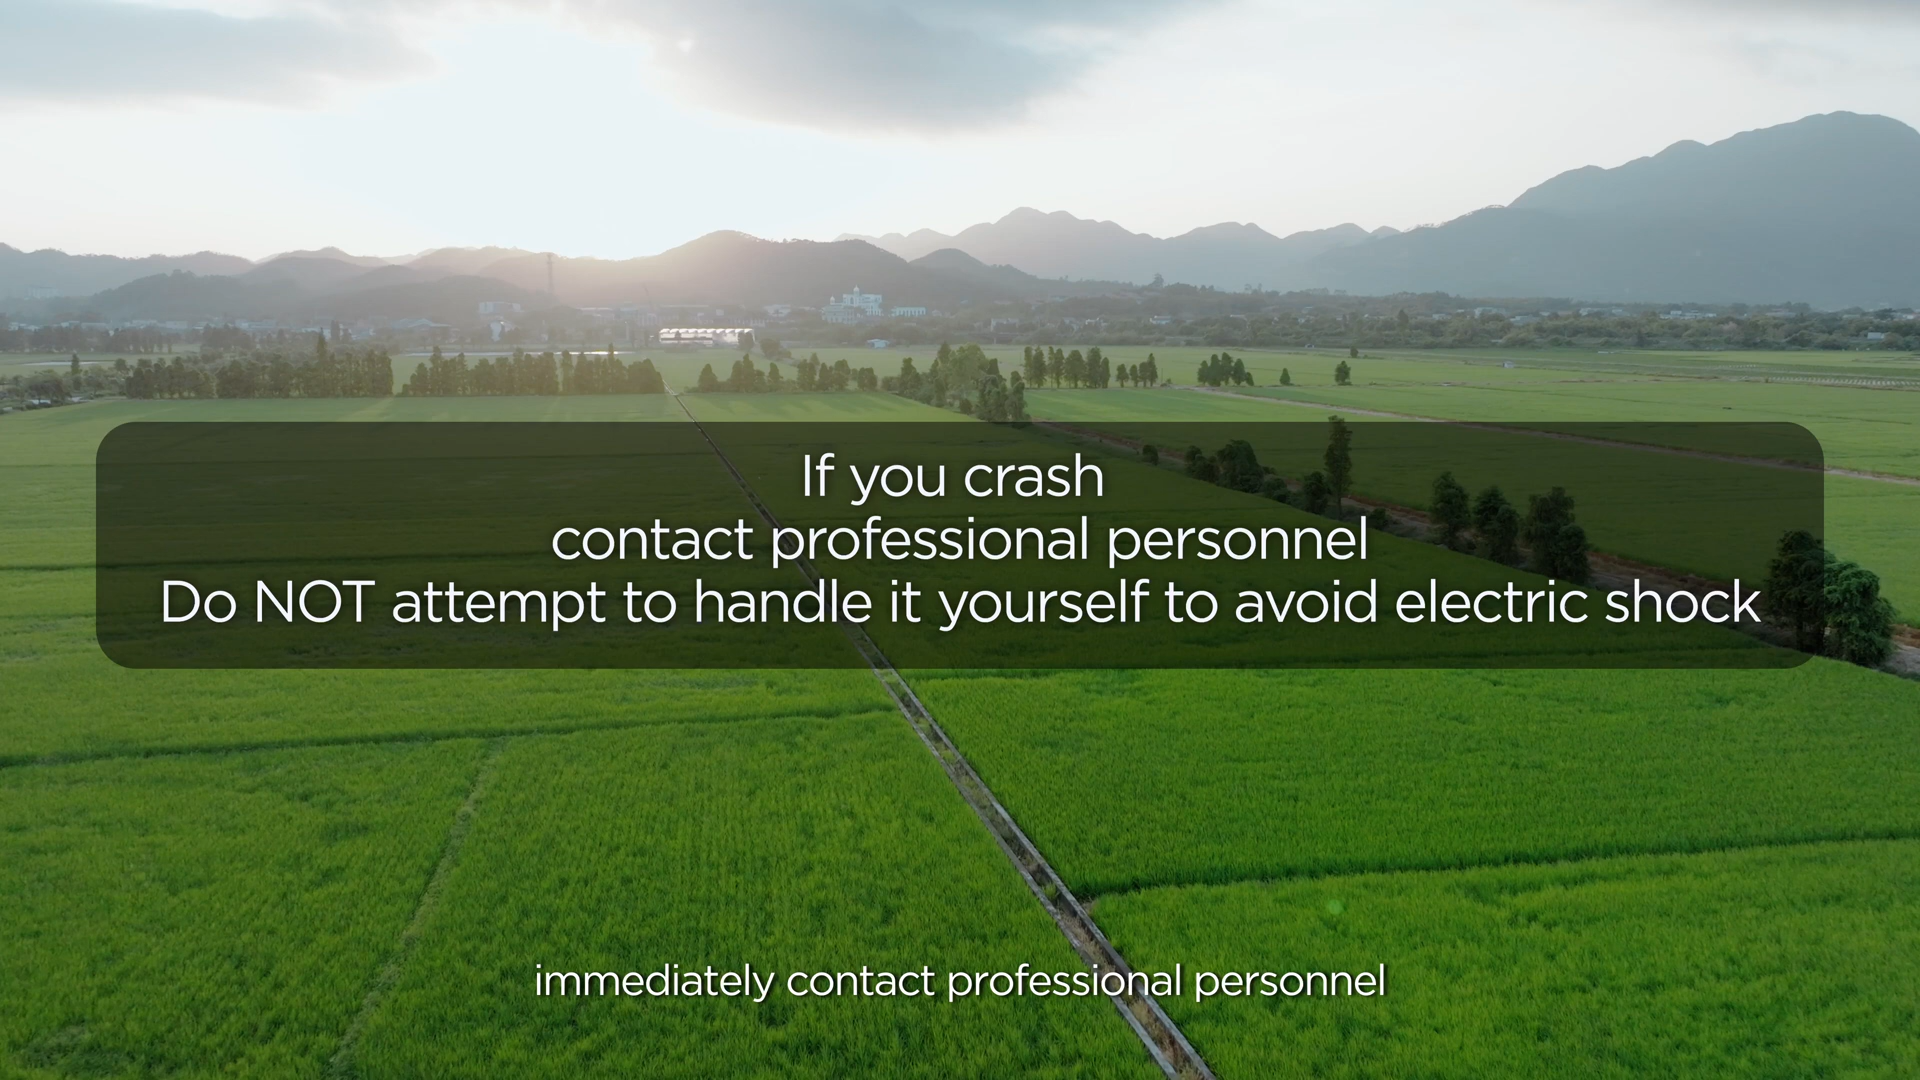 If you crash
contact professional personnel
Do NOT attempt to handle it yourself to avoid electric shock
immediately contact professional personnel